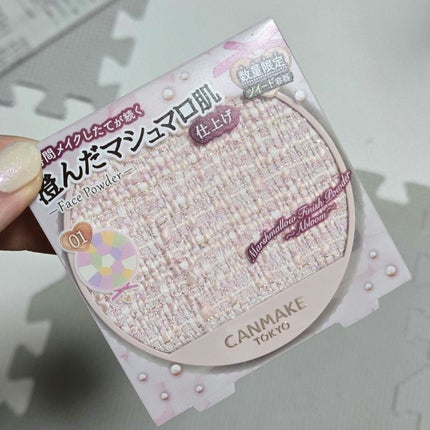 数量限定
ツイード容器
間メイクしたてが続く
澄んだマシュマロ肌
仕上げ
—Face Powder—
01
Marshmallow Finish Powder
~Abloom~
CANMAKE
TOKYO